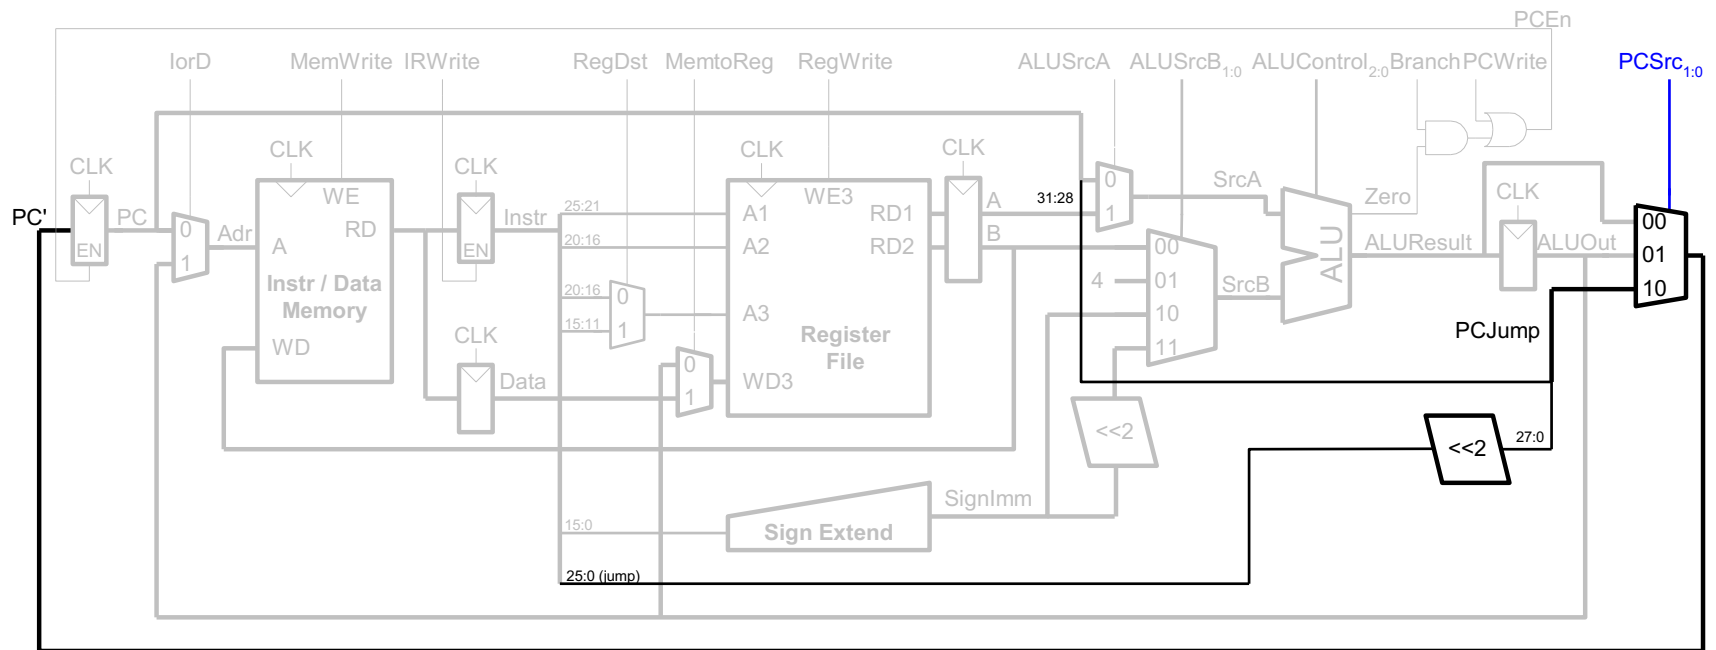 PCEn
IorD MemWrite IRWrite RegDst MemtoReg RegWrite ALUSrcA ALUSrcB1:0 ALUControl2:0 Branch PCWrite PCSrc1:0
CLK CLK CLK CLK CLK
PC' PC EN
0 1 Adr
WE RD A
Instr / Data
Memory
WD
CLK
Instr
EN
CLK
Data
25:21
20:16
20:16
15:11
0
1
0
1
WE3
A1 RD1
A2 RD2
A3
Register
File
WD3
A
B
31:28
0
1
SrcA
00
4 01
10
11
SrcB
ALU
Zero
ALUResult
CLK
ALUOut
00
01
10
PCJump
<<2
<<2
27:0
SignImm
15:0
Sign Extend
25:0 (jump)